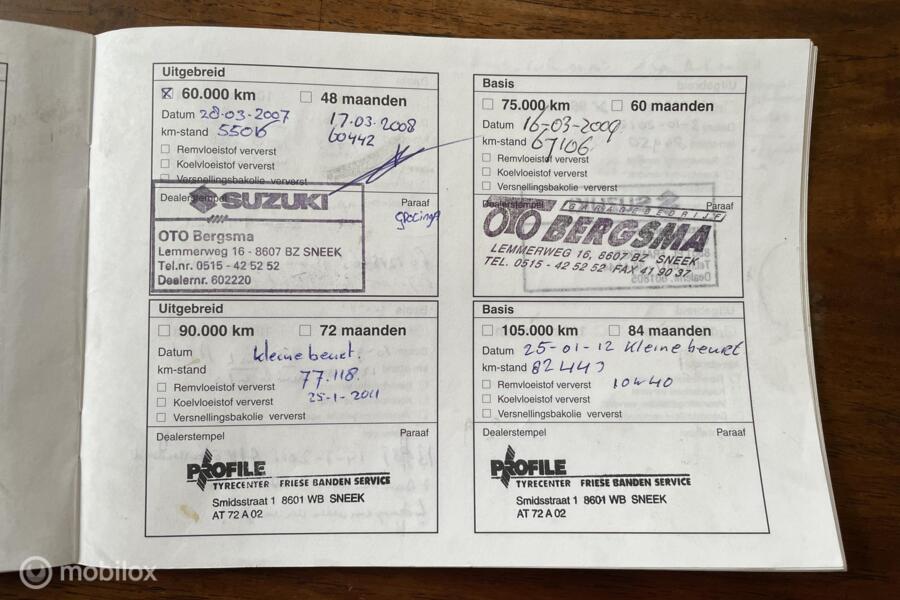 Uitgebreid
60.000 km 48 maanden
Datum 28-03-2007 17.03.2008
km-stand 55016 60442
Remvloeistof ververst
Koelvloeistof ververst
Versnellingsbakolie ververst
Dealerstempel Paraaf
SUZUKI
OTO Bergsma
Lemmerweg 16 - 8607 BZ SNEEK
Tel.nr. 0515 - 42 52 52
Dealernr. 602220
Basis
75.000 km 60 maanden
Datum 16-03-2009
km-stand 67106
Remvloeistof ververst
Koelvloeistof ververst
Versnellingsbakolie ververst
Dealerstempel Paraaf
GARAGEBEDRIJF
OTO BERGSMA
LEMMERWEG 16, 8607 BZ SNEEK
TEL. 0515 - 42 52 52 FAX 41 90 37
Uitgebreid
90.000 km 72 maanden
Datum kleine beurt.
km-stand 77.118.
Remvloeistof ververst 25-1-2011
Koelvloeistof ververst
Versnellingsbakolie ververst
Dealerstempel Paraaf
PROFILE
TYRECENTER FRIESE BANDEN SERVICE
Smidsstraat 1 8601 WB SNEEK
AT 72 A 02
Basis
105.000 km 84 maanden
Datum 25-01-12 Kleine beurt
km-stand 82440
Remvloeistof ververst 10W40
Koelvloeistof ververst
Versnellingsbakolie ververst
Dealerstempel Paraaf
PROFILE
TYRECENTER FRIESE BANDEN SERVICE
Smidsstraat 1 8601 WB SNEEK
AT 72 A 02
mobilox